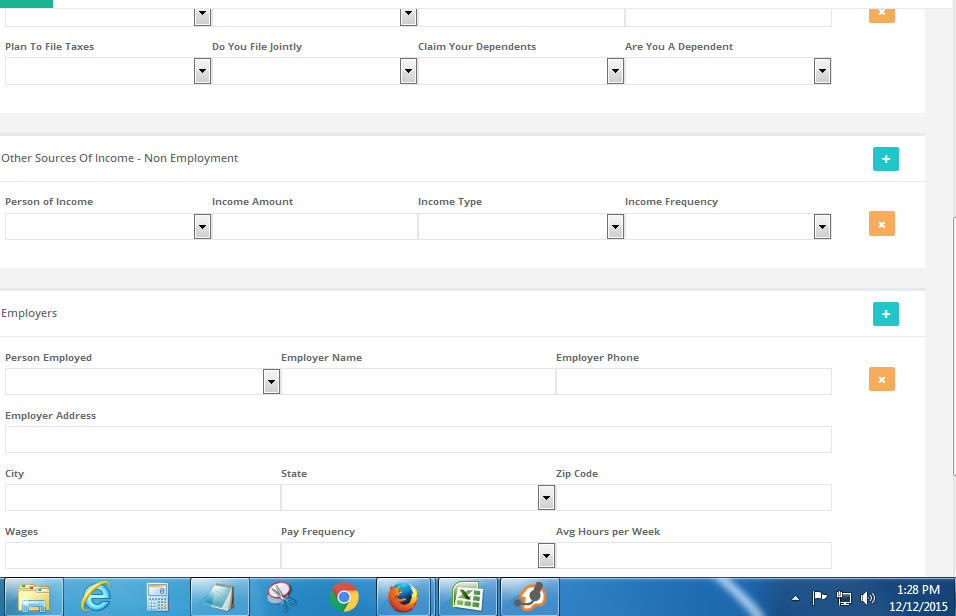 Plan To File Taxes Do You File Jointly Claim Your Dependents Are You A Dependent
Other Sources Of Income - Non Employment
Person of Income Income Amount Income Type Income Frequency
Employers
Person Employed Employer Name Employer Phone
Employer Address
City State Zip Code
Wages Pay Frequency Avg Hours per Week
1:28 PM
12/12/2015